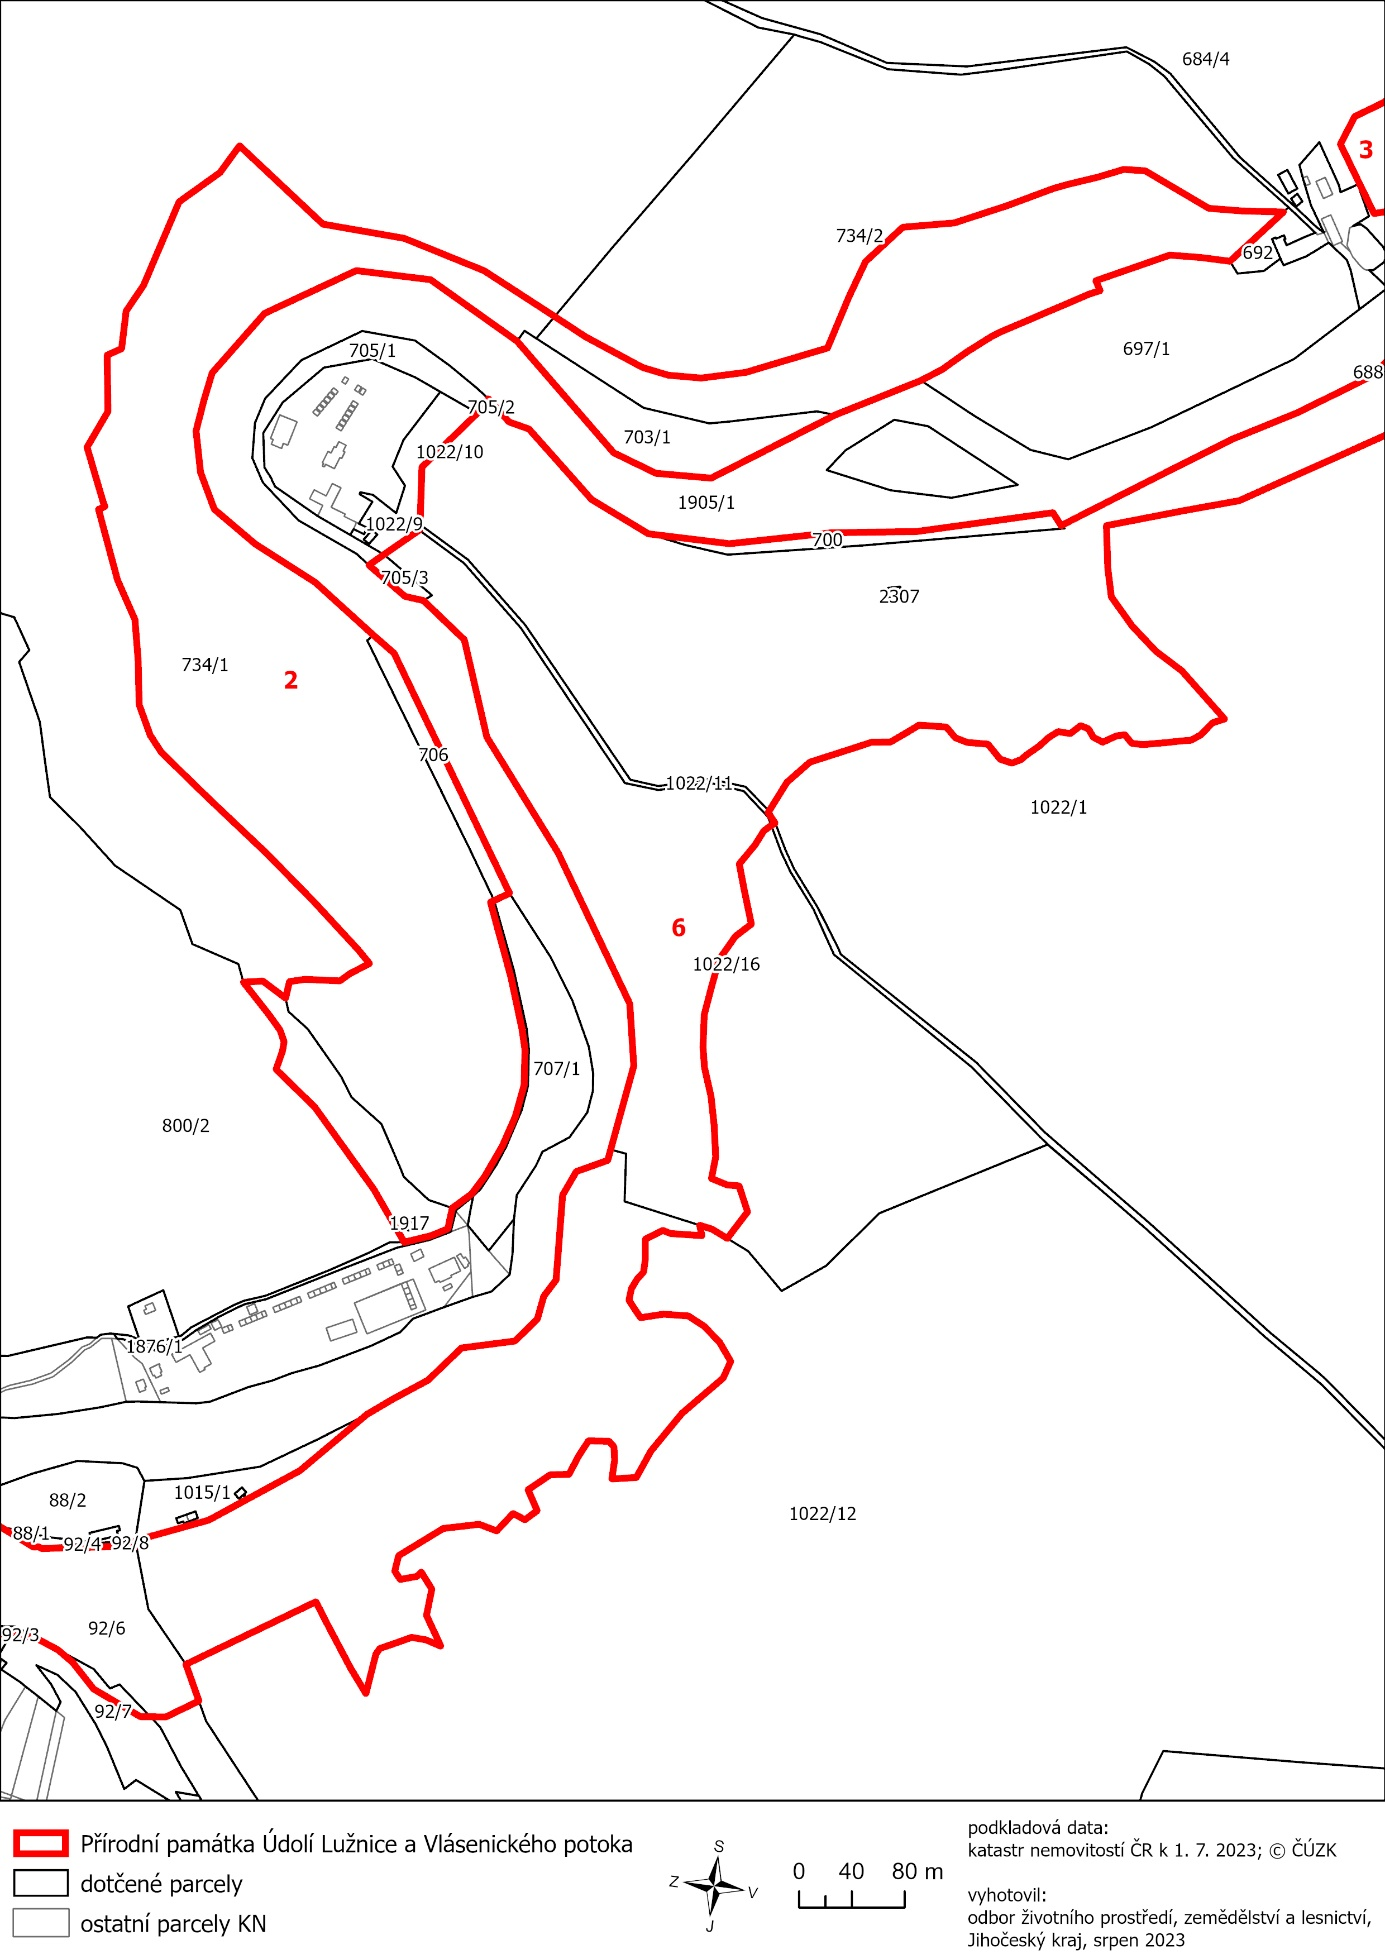 684/4
3
734/2
692
697/1
705/1
688
705/2
703/1
1022/10
1905/1
1022/9
700
705/3
2307
734/1
2
706
1022/11
1022/1
6
1022/16
707/1
800/2
1917
1876/1
88/2
1015/1
1022/12
88/1
92/4
92/8
92/6
92/3
92/7
Přírodní památka Údolí Lužnice a Vlásenického potoka
dotčené parcely
ostatní parcely KN
S
Z
V
J
0 40 80 m
podkladová data:
katastr nemovitostí ČR k 1. 7. 2023; © ČÚZK
vyhotovil:
odbor životního prostředí, zemědělství a lesnictví,
Jihočeský kraj, srpen 2023